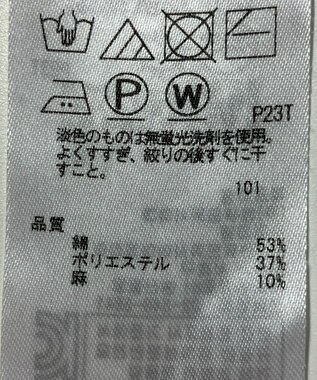 P W
P23T
淡色のものは無蛍光洗剤を使用。
よくすすぎ、絞りの後すぐに干
すこと。
101
品質
綿 53%
ポリエステル 37%
麻 10%